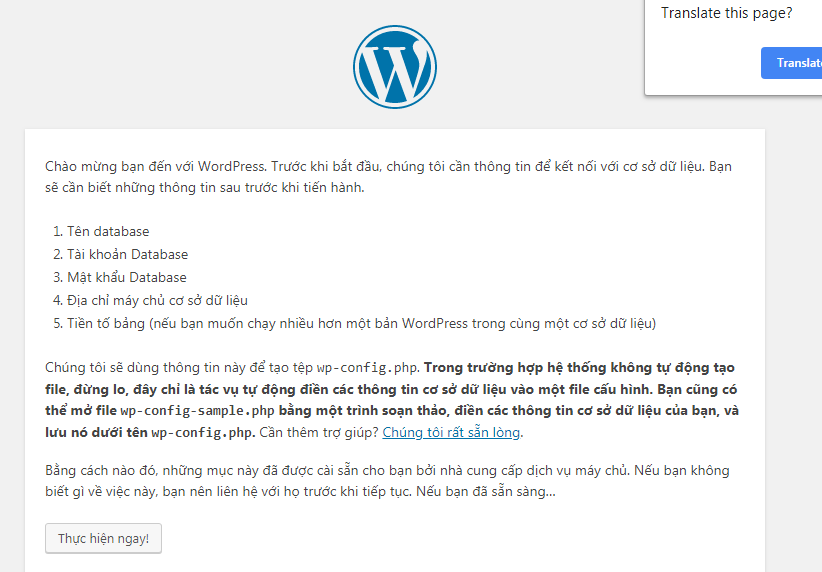 Translate this page?
Translate
Chào mừng bạn đến với WordPress. Trước khi bắt đầu, chúng tôi cần thông tin để kết nối với cơ sở dữ liệu. Bạn
sẽ cần biết những thông tin sau trước khi tiến hành.
1. Tên database
2. Tài khoản Database
3. Mật khẩu Database
4. Địa chỉ máy chủ cơ sở dữ liệu
5. Tiền tố bảng (nếu bạn muốn chạy nhiều hơn một bản WordPress trong cùng một cơ sở dữ liệu)
Chúng tôi sẽ dùng thông tin này để tạo tệp wp-config.php. Trong trường hợp hệ thống không tự động tạo
file, đừng lo, đây chỉ là tác vụ tự động điền các thông tin cơ sở dữ liệu vào một file cấu hình. Bạn cũng có
thể mở file wp-config-sample.php bằng một trình soạn thảo, điền các thông tin cơ sở dữ liệu của bạn, và
lưu nó dưới tên wp-config.php. Cần thêm trợ giúp? Chúng tôi rất sẵn lòng.
Bằng cách nào đó, những mục này đã được cài sẵn cho bạn bởi nhà cung cấp dịch vụ máy chủ. Nếu bạn không
biết gì về việc này, bạn nên liên hệ với họ trước khi tiếp tục. Nếu bạn đã sẵn sàng…
Thực hiện ngay!